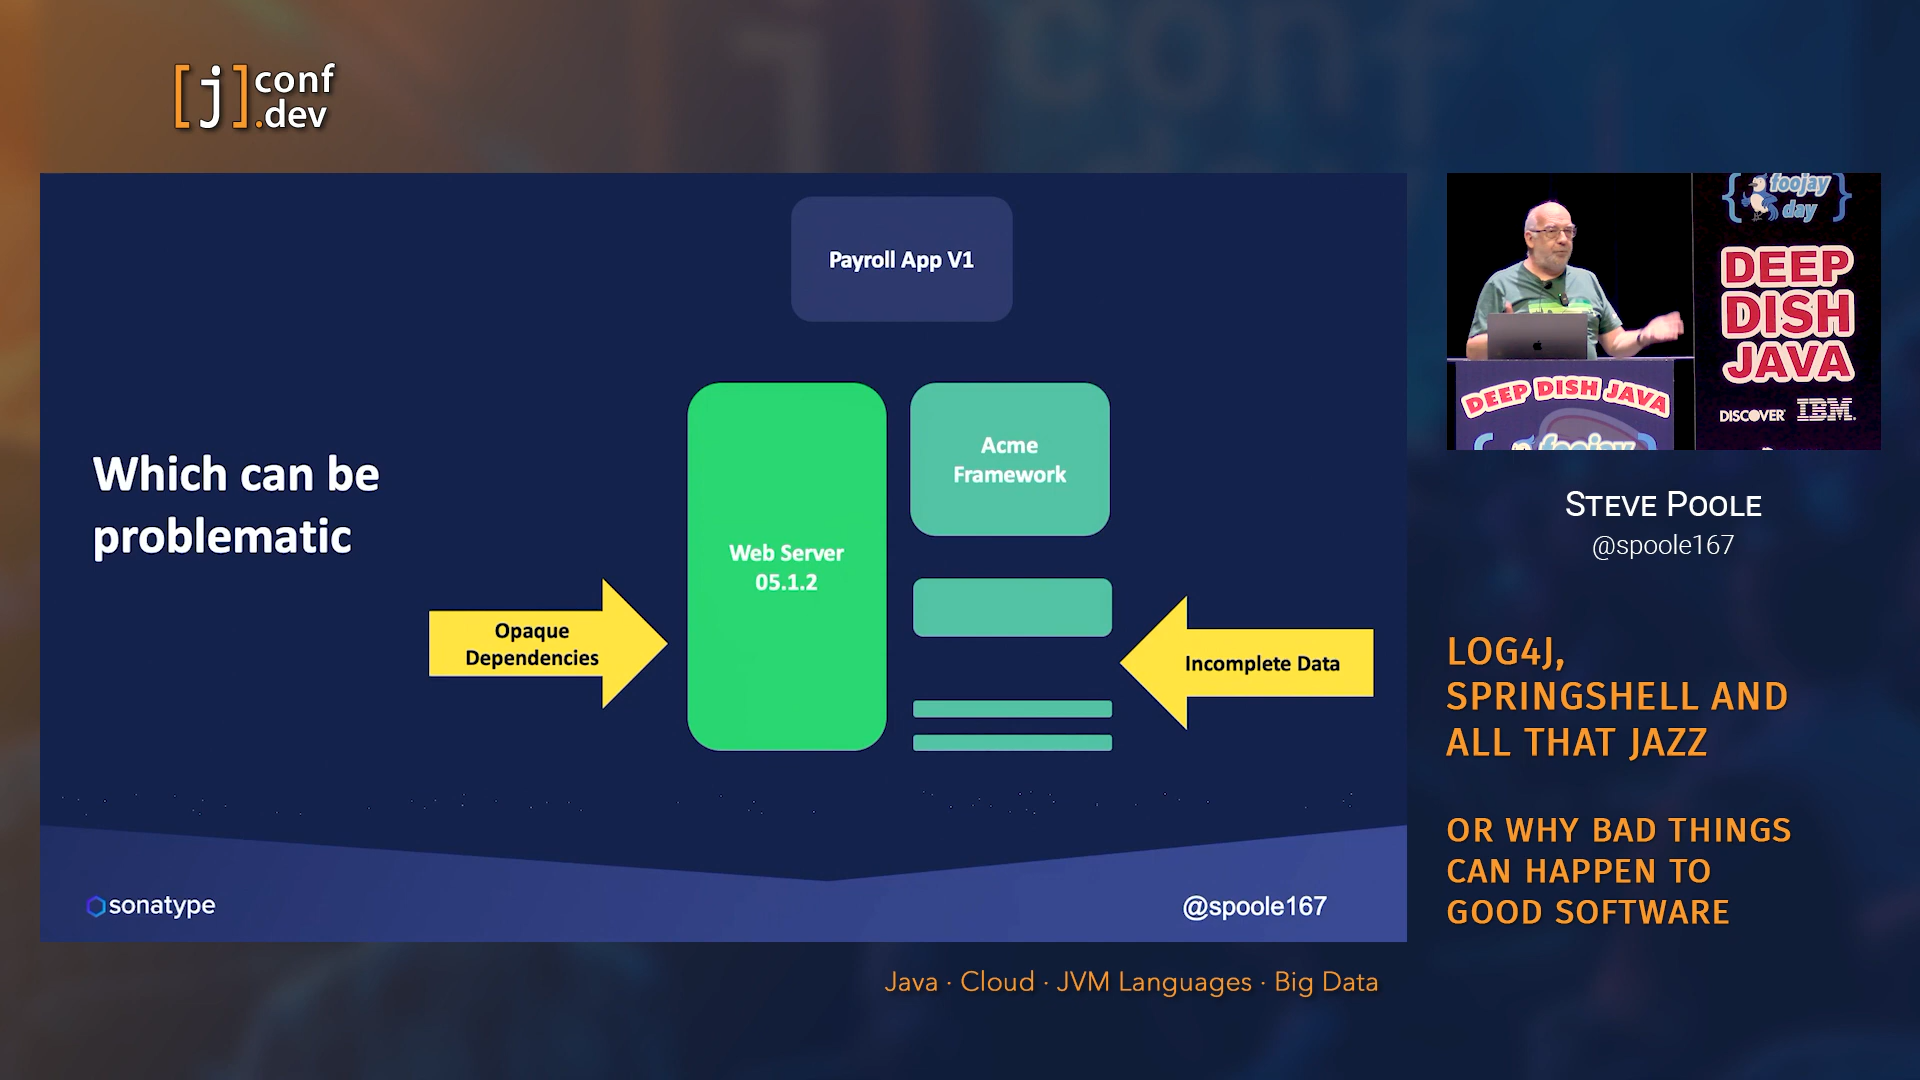 [j] conf
.dev
Payroll App V1
Which can be
problematic
Web Server
05.1.2
Acme
Framework
Opaque
Dependencies
Incomplete Data
sonatype
@spoole167
foojay
day
DEEP
DISH
JAVA
DISCOVER IBM
DEEP DISH JAVA
foojay
STEVE POOLE
@spoole167
LOG4J,
SPRINGSHELL AND
ALL THAT JAZZ
OR WHY BAD THINGS
CAN HAPPEN TO
GOOD SOFTWARE
Java · Cloud · JVM Languages · Big Data